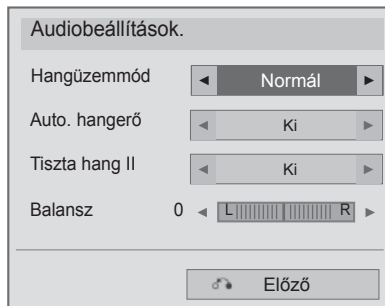 Audiobeállítások.
Hangüzemmód ◄ Normál ►
Auto. hangerő ◄ Ki ►
Tiszta hang II ◄ Ki ►
Balansz 0 ◄ L R ►
Előző